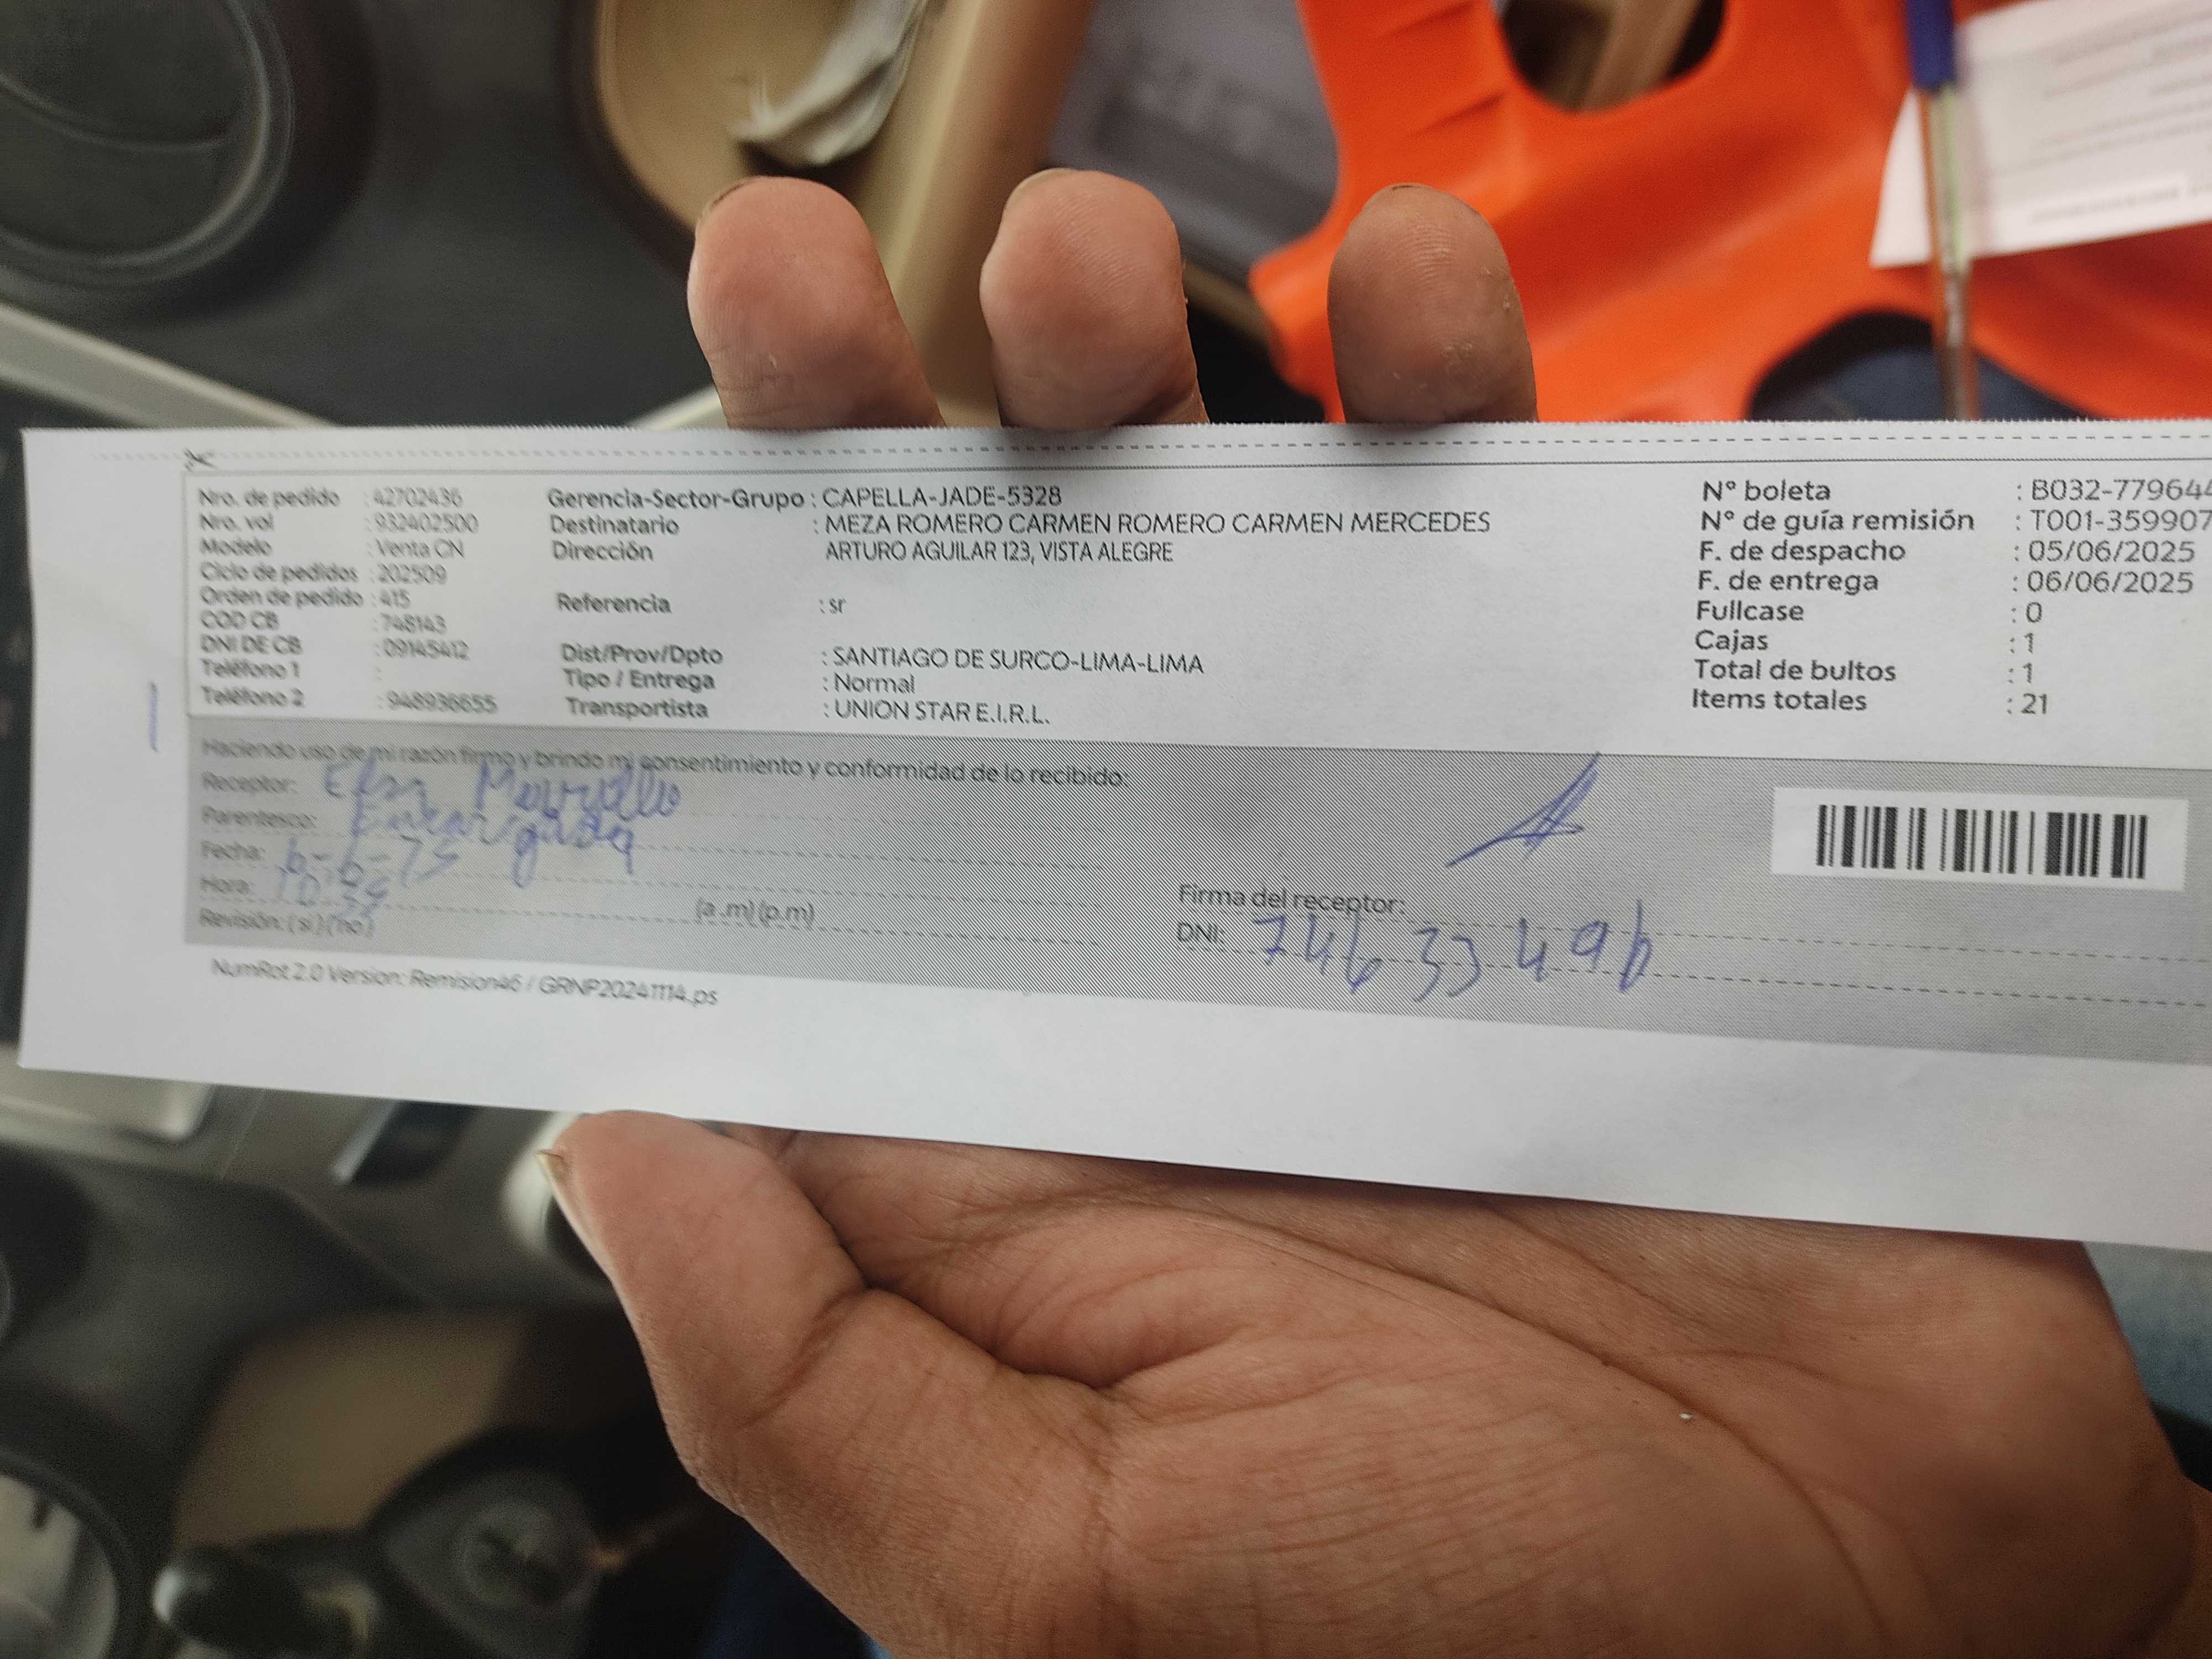 Nro. de pedido : 42702436
Nro. vol : 932402500
Modelo : Venta CN
Ciclo de pedidos : 202509
Orden de pedido : 415
COD CB : 748143
DNI DE CB : 09145412
Teléfono 1 :
Teléfono 2 : 948936655
Gerencia-Sector-Grupo : CAPELLA-JADE-5328
Destinatario : MEZA ROMERO CARMEN ROMERO CARMEN MERCEDES
Dirección ARTURO AGUILAR 123, VISTA ALEGRE
Referencia : sr
Dist/Prov/Dpto : SANTIAGO DE SURCO-LIMA-LIMA
Tipo / Entrega : Normal
Transportista : UNION STAR E.I.R.L.
N° boleta : B032-779644
N° de guía remisión : T001-359907
F. de despacho : 05/06/2025
F. de entrega : 06/06/2025
Fullcase : 0
Cajas : 1
Total de bultos : 1
Items totales : 21
Haciendo uso de mi razón firmo y brindo mi consentimiento y conformidad de lo recibido:
Receptor: Elsa
Parentesco: Encargada
Fecha:
Hora: (a .m) (p.m)
Revisión: ( si ) ( no )
Firma del receptor:
DNI: 74633496
NumRot 2.0 Version: Remision46 / GRNP20241114.ps